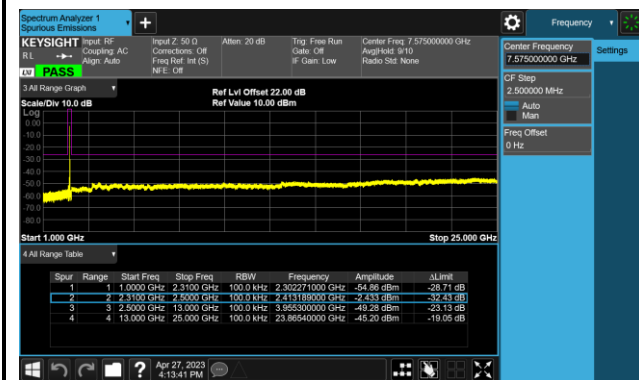 Spectrum Analyzer 1
Spurious Emissions
+
Frequency
KEYSIGHT
RL
LXI PASS
Input: RF
Coupling: AC
Align: Auto
Input Z: 50 Ω
Corrections: Off
Freq Ref: Int (S)
NFE: Off
Atten: 20 dB
Trig: Free Run
Gate: Off
IF Gain: Low
Center Freq: 7.575000000 GHz
Avg|Hold: 9/10
Radio Std: None
Center Frequency
7.575000000 GHz
Settings
CF Step
2.500000 MHz
Auto
Man
Freq Offset
0 Hz
3 All Range Graph
Scale/Div 10.0 dB
Ref Lvl Offset 22.00 dB
Ref Value 10.00 dBm
Log
0.00
-10.0
-20.0
-30.0
-40.0
-50.0
-60.0
-70.0
-80.0
Start 1.000 GHz
Stop 25.000 GHz
4 All Range Table
Spur Range Start Freq Stop Freq RBW Frequency Amplitude ΔLimit
1 1 1.0000 GHz 2.3100 GHz 100.0 kHz 2.302271000 GHz -54.86 dBm -28.71 dB
2 2 2.3100 GHz 2.5000 GHz 100.0 kHz 2.413189000 GHz -2.433 dBm -32.43 dB
3 3 2.5000 GHz 13.000 GHz 100.0 kHz 3.955300000 GHz -49.28 dBm -23.13 dB
4 4 13.000 GHz 25.000 GHz 100.0 kHz 23.86540000 GHz -45.20 dBm -19.05 dB
?
Apr 27, 2023
4:13:41 PM